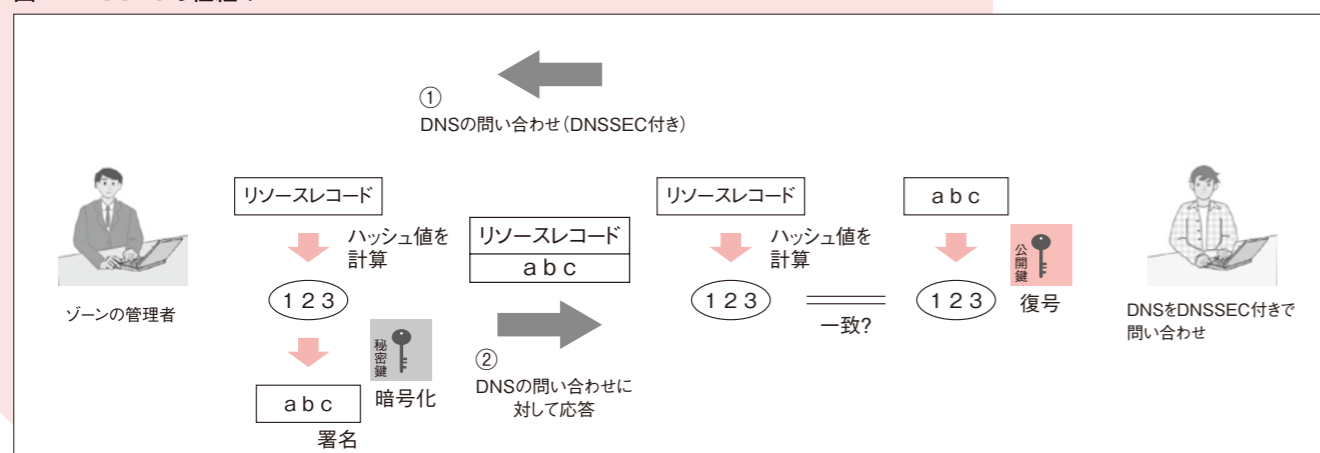 ①
DNSの問い合わせ(DNSSEC付き)
リソースレコード
ハッシュ値を
計算
123
秘密鍵
暗号化
abc
署名
ゾーンの管理者
リソースレコード
abc
②
DNSの問い合わせに
対して応答
リソースレコード
ハッシュ値を
計算
123
一致?
abc
公開鍵
123
復号
DNSをDNSSEC付きで
問い合わせ